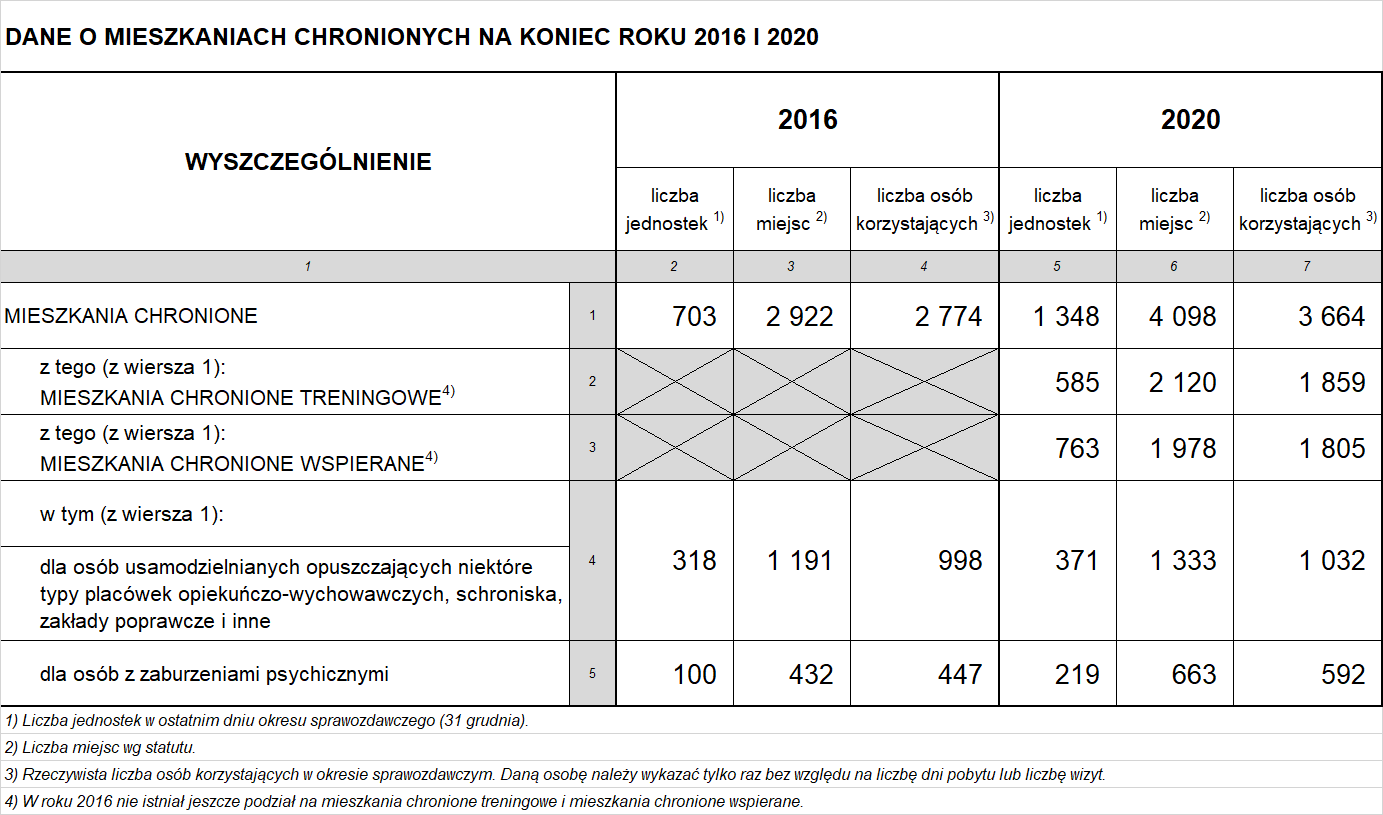 DANE O MIESZKANIACH CHRONIONYCH NA KONIEC ROKU 2016 I 2020
WYSZCZEGÓLNIENIE
2016
2020
liczba jednostek 1)
liczba miejsc 2)
liczba osób korzystających 3)
liczba jednostek 1)
liczba miejsc 2)
liczba osób korzystających 3)
1 2 3 4 5 6 7
MIESZKANIA CHRONIONE 1 703 2 922 2 774 1 348 4 098 3 664
z tego (z wiersza 1):
MIESZKANIA CHRONIONE TRENINGOWE4) 2 585 2 120 1 859
z tego (z wiersza 1):
MIESZKANIA CHRONIONE WSPIERANE4) 3 763 1 978 1 805
w tym (z wiersza 1):
dla osób usamodzielnianych opuszczających niektóre
typy placówek opiekuńczo-wychowawczych, schroniska,
zakłady poprawcze i inne
4 318 1 191 998 371 1 333 1 032
dla osób z zaburzeniami psychicznymi 5 100 432 447 219 663 592
1) Liczba jednostek w ostatnim dniu okresu sprawozdawczego (31 grudnia).
2) Liczba miejsc wg statutu.
3) Rzeczywista liczba osób korzystających w okresie sprawozdawczym. Daną osobę należy wykazać tylko raz bez względu na liczbę dni pobytu lub liczbę wizyt.
4) W roku 2016 nie istniał jeszcze podział na mieszkania chronione treningowe i mieszkania chronione wspierane.